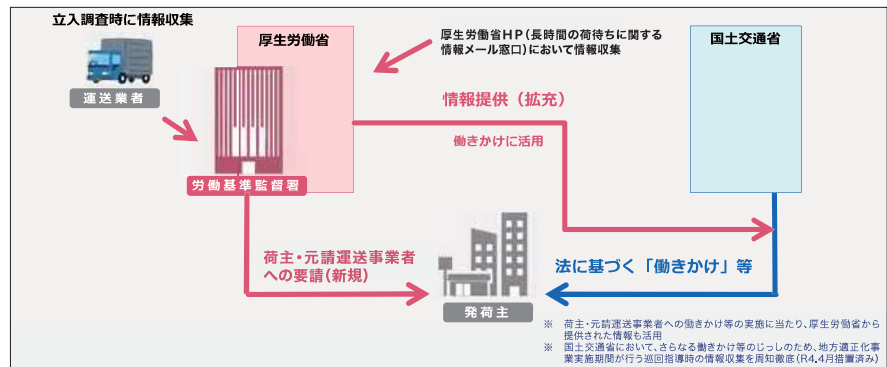 立入調査時に情報収集
運送業者
厚生労働省
労働基準監督署
厚生労働省HP(長時間の荷待ちに関する
情報メール窓口)において情報収集
国土交通省
情報提供(拡充)
働きかけに活用
荷主・元請運送事業者
への要請(新規)
発荷主
法に基づく「働きかけ」等
※ 荷主・元請運送事業者への働きかけ等の実施に当たり、厚生労働省から
提供された情報も活用
※ 国土交通省において、さらなる働きかけ等のじっしのため、地方適正化事
業実施期間が行う巡回指導時の情報収集を周知徹底(R4.4月措置済み)